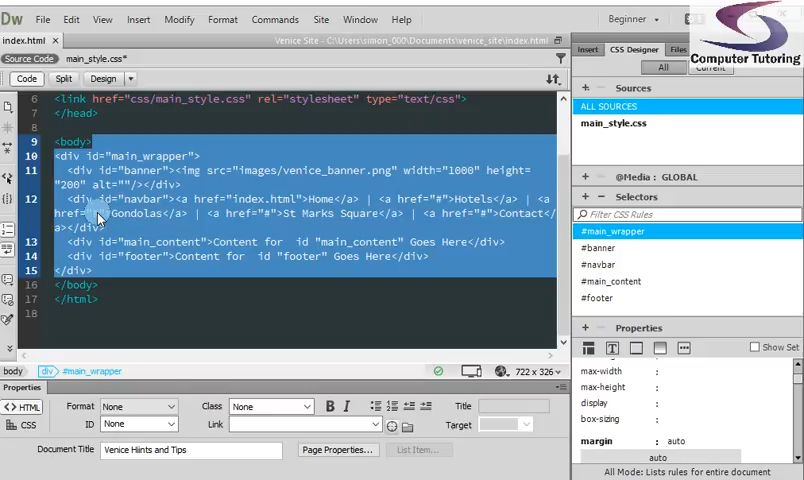 Dw File Edit View Insert Modify Format Commands Site Window Help Beginner
index.html × Venice Site - C:\Users\simon_000\Documents\venice_site\index.html
Source Code main_style.css*
Code Split Design
Insert CSS Designer Files
All Current
Computer Tutoring
+ − Sources
ALL SOURCES
main_style.css
+ − @Media : GLOBAL
+ − Selectors
Filter CSS Rules
#main_wrapper
#banner
#navbar
#main_content
#footer
+ − Properties
Show Set
max-width :
max-height :
display :
box-sizing :
margin : auto
auto
All Mode: Lists rules for entire document
6 <link href="css/main_style.css" rel="stylesheet" type="text/css">
7 </head>
8
9 <body>
10 <div id="main_wrapper">
11 <div id="banner"><img src="images/venice_banner.png" width="1000" height=
"200" alt=""/></div>
12 <div id="navbar"><a href="index.html">Home</a> | <a href="#">Hotels</a> | <a
href= Gondolas</a> | <a href="#">St Marks Square</a> | <a href="#">Contact</
a></div>
13 <div id="main_content">Content for id "main_content" Goes Here</div>
14 <div id="footer">Content for id "footer" Goes Here</div>
15 </div>
16 </body>
17 </html>
18
body div #main_wrapper 722 x 326
Properties
<> HTML Format None Class None B I Title
CSS ID None Link Target
Document Title Venice Hiints and Tips Page Properties... List Item...